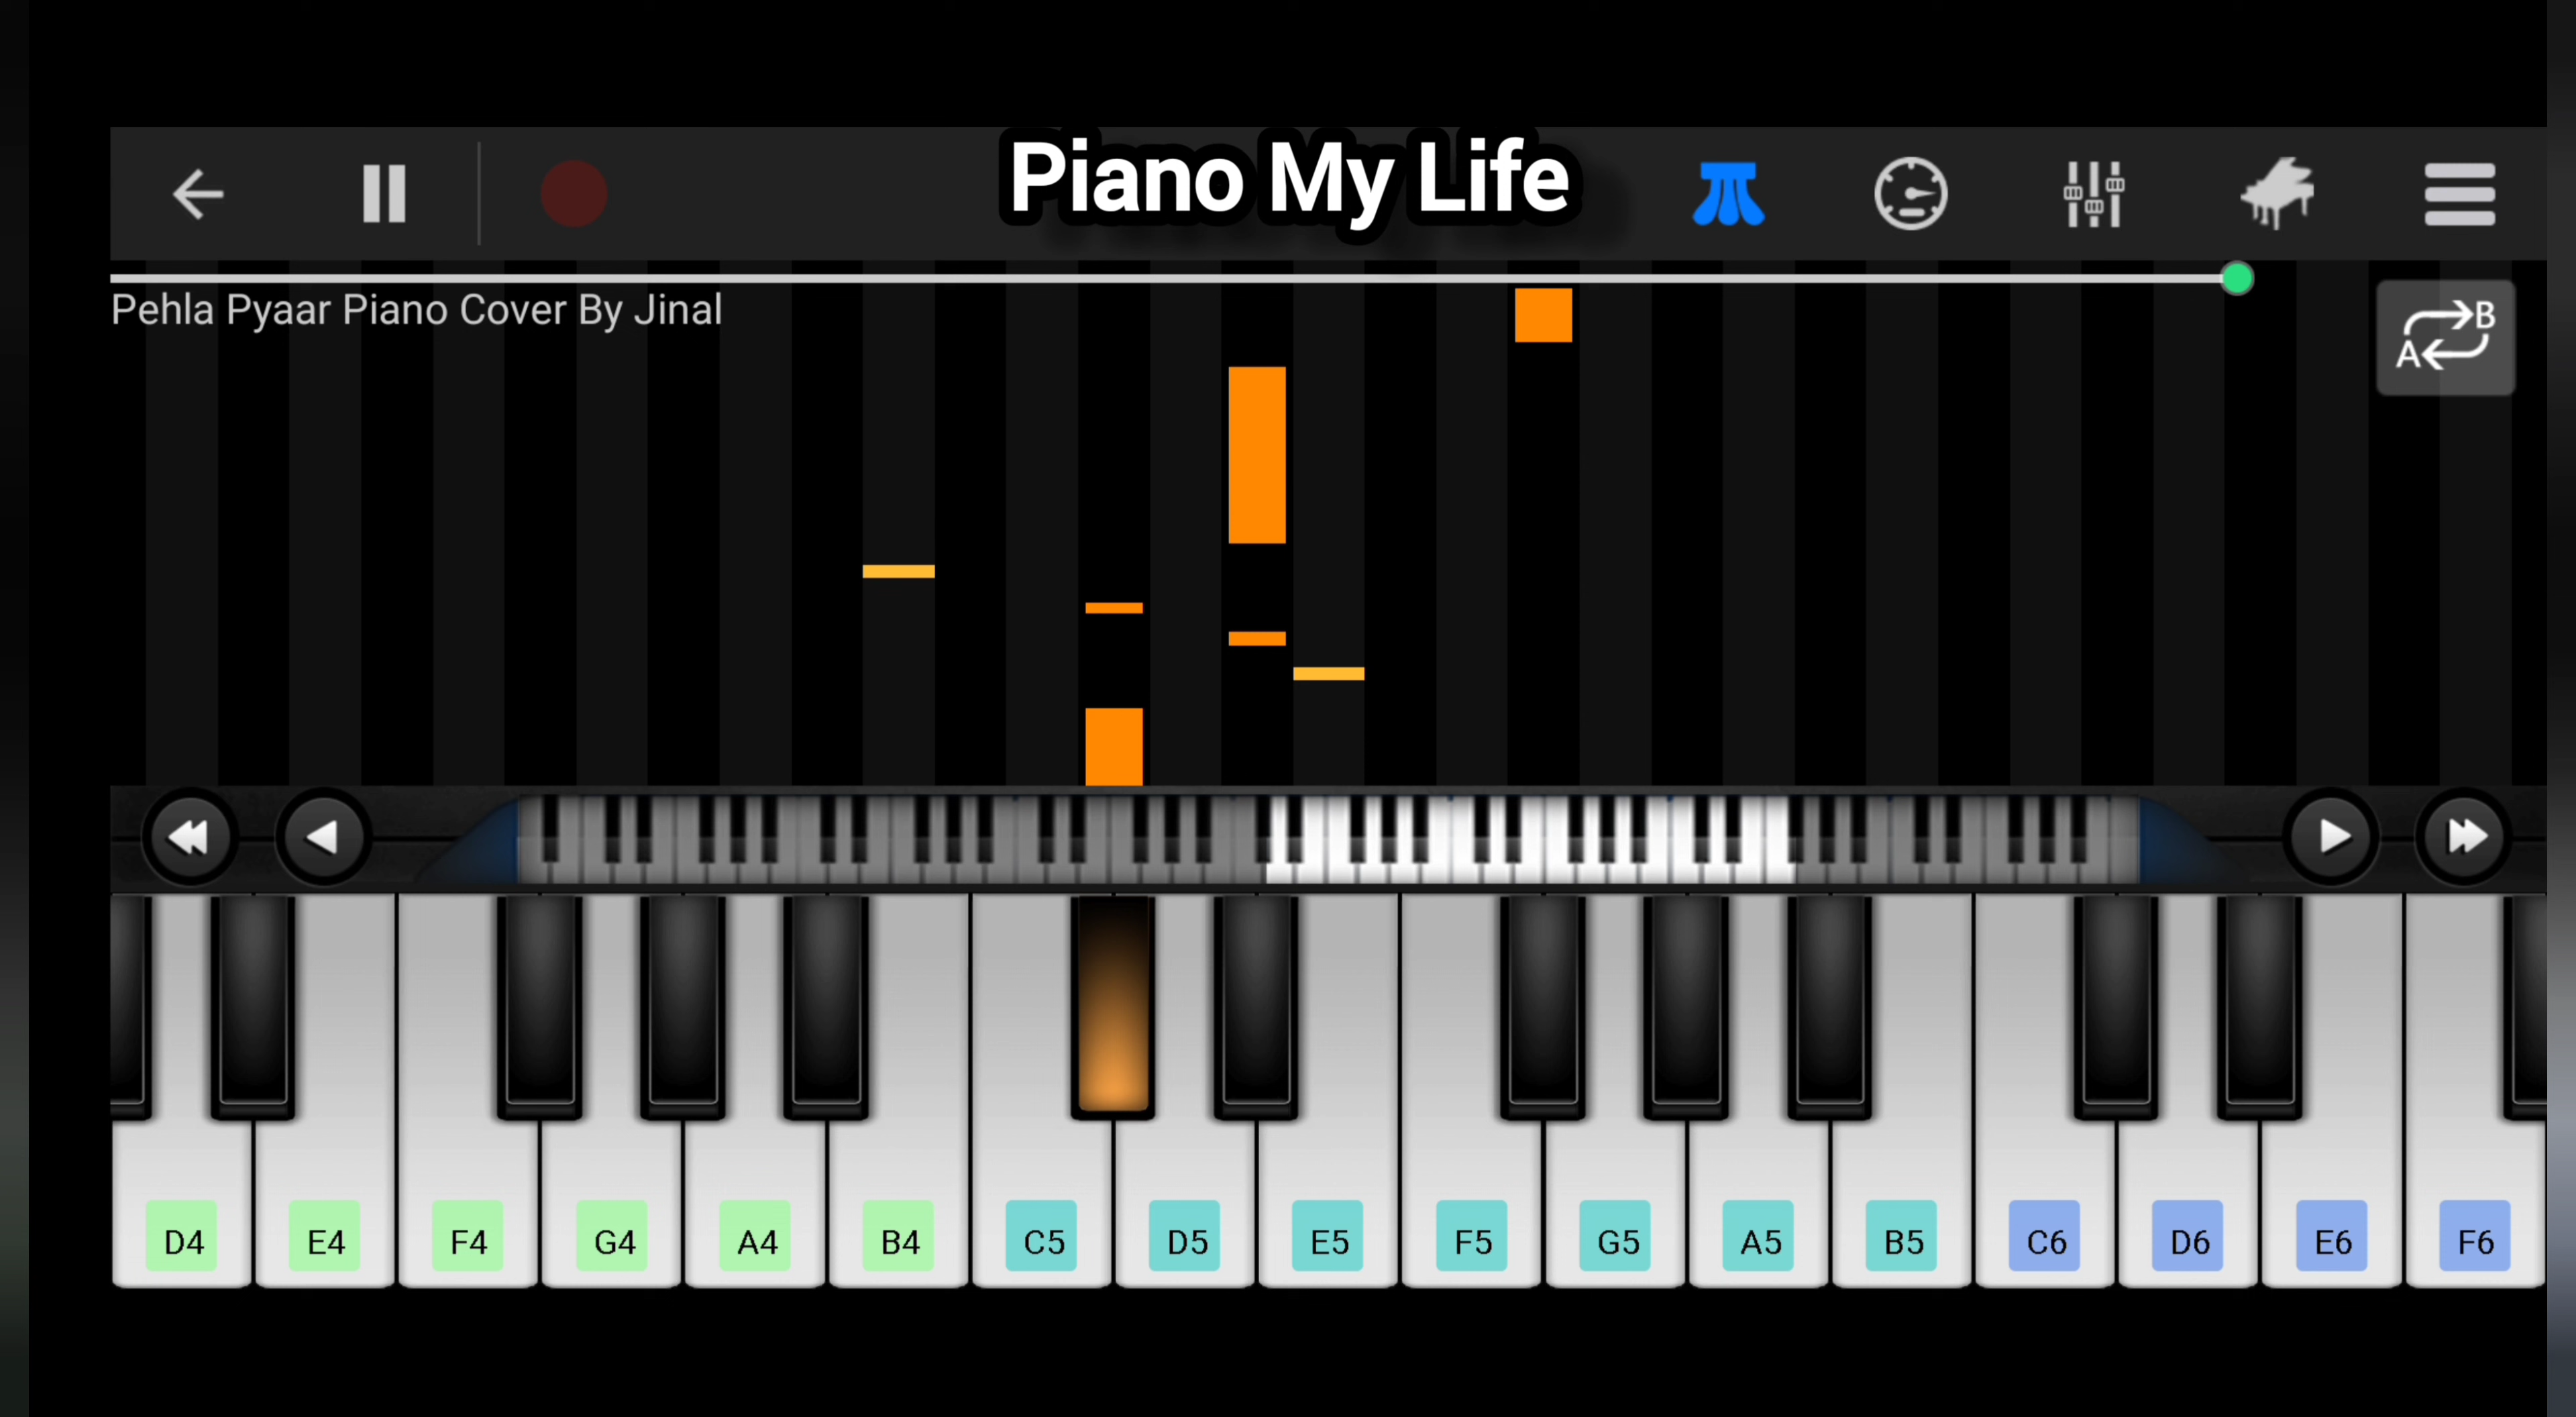 Piano My Life
Pehla Pyaar Piano Cover By Jinal
B
A
D4 E4 F4 G4 A4 B4 C5 D5 E5 F5 G5 A5 B5 C6 D6 E6 F6